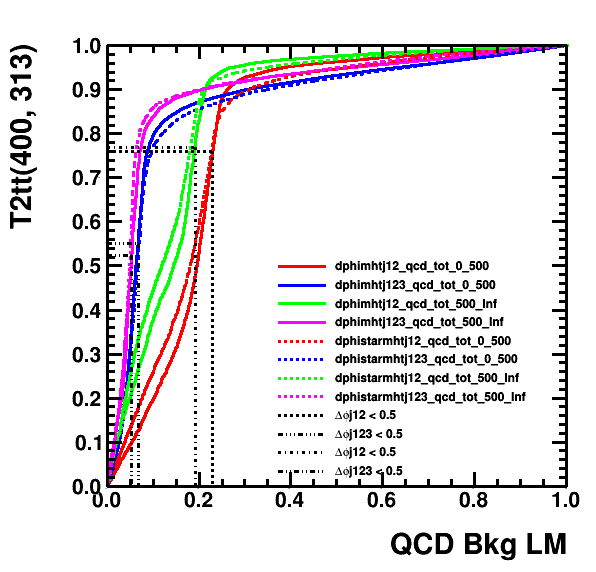 T2tt(400, 313)
1.0
0.9
0.8
0.7
0.6
0.5
0.4
0.3
0.2
0.1
0.0
dphimhtj12_qcd_tot_0_500
dphimhtj123_qcd_tot_0_500
dphimhtj12_qcd_tot_500_Inf
dphimhtj123_qcd_tot_500_Inf
dphistarmhtj12_qcd_tot_0_500
dphistarmhtj123_qcd_tot_0_500
dphistarmhtj12_qcd_tot_500_Inf
dphistarmhtj123_qcd_tot_500_Inf
Δϕj12 < 0.5
Δϕj123 < 0.5
Δϕj12 < 0.5
Δϕj123 < 0.5
0.0 0.2 0.4 0.6 0.8 1.0
QCD Bkg LM